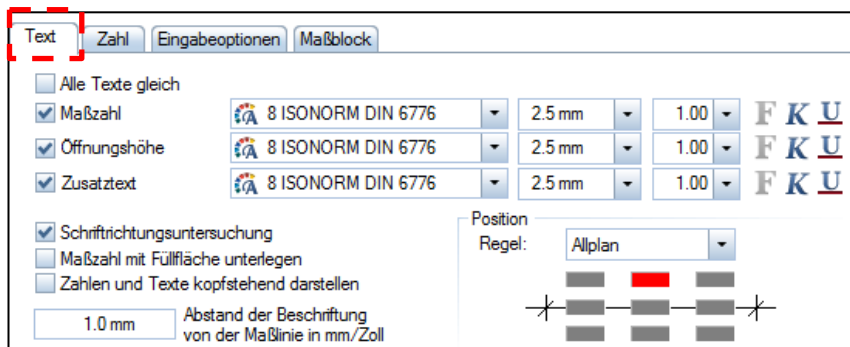 Text Zahl Eingabeoptionen Maßblock
Alle Texte gleich
Maßzahl 8 ISONORM DIN 6776 2.5 mm 1.00 F K U
Öffnungshöhe 8 ISONORM DIN 6776 2.5 mm 1.00 F K U
Zusatztext 8 ISONORM DIN 6776 2.5 mm 1.00 F K U
Position
Schriftrichtungsuntersuchung
Regel: Allplan
Maßzahl mit Füllfläche unterlegen
Zahlen und Texte kopfstehend darstellen
1.0 mm Abstand der Beschriftung
von der Maßlinie in mm/Zoll